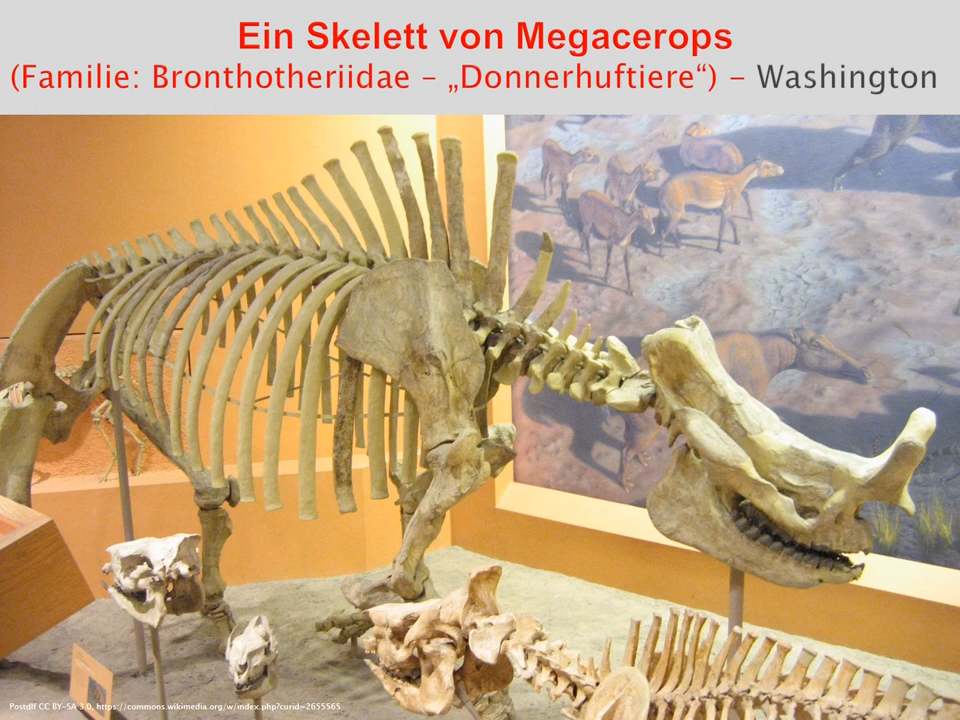 Ein Skelett von Megacerops
(Familie: Bronthotheriidae – „Donnerhuftiere“) – Washington
Postdlf CC BY-SA 3.0, https://commons.wikimedia.org/w/index.php?curid=2655565